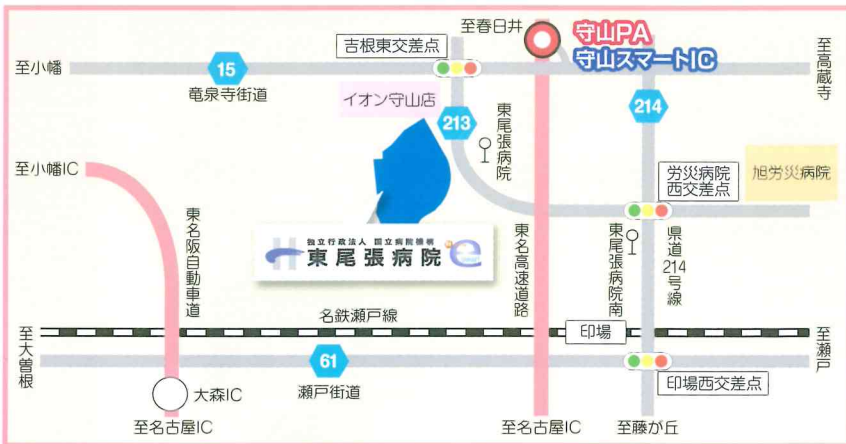 至春日井
守山PA
守山スマートIC
吉根東交差点
至高蔵寺
至小幡
15
竜泉寺街道
イオン守山店
213
東尾張病院
214
至小幡IC
労災病院
西交差点
旭労災病院
東名阪自動車道
独立行政法人 国立病院機構
東尾張病院
東名高速道路
東尾張病院南
県道214号線
名鉄瀬戸線
印場
至大曽根
至瀬戸
61
瀬戸街道
大森IC
印場西交差点
至名古屋IC
至名古屋IC
至藤が丘